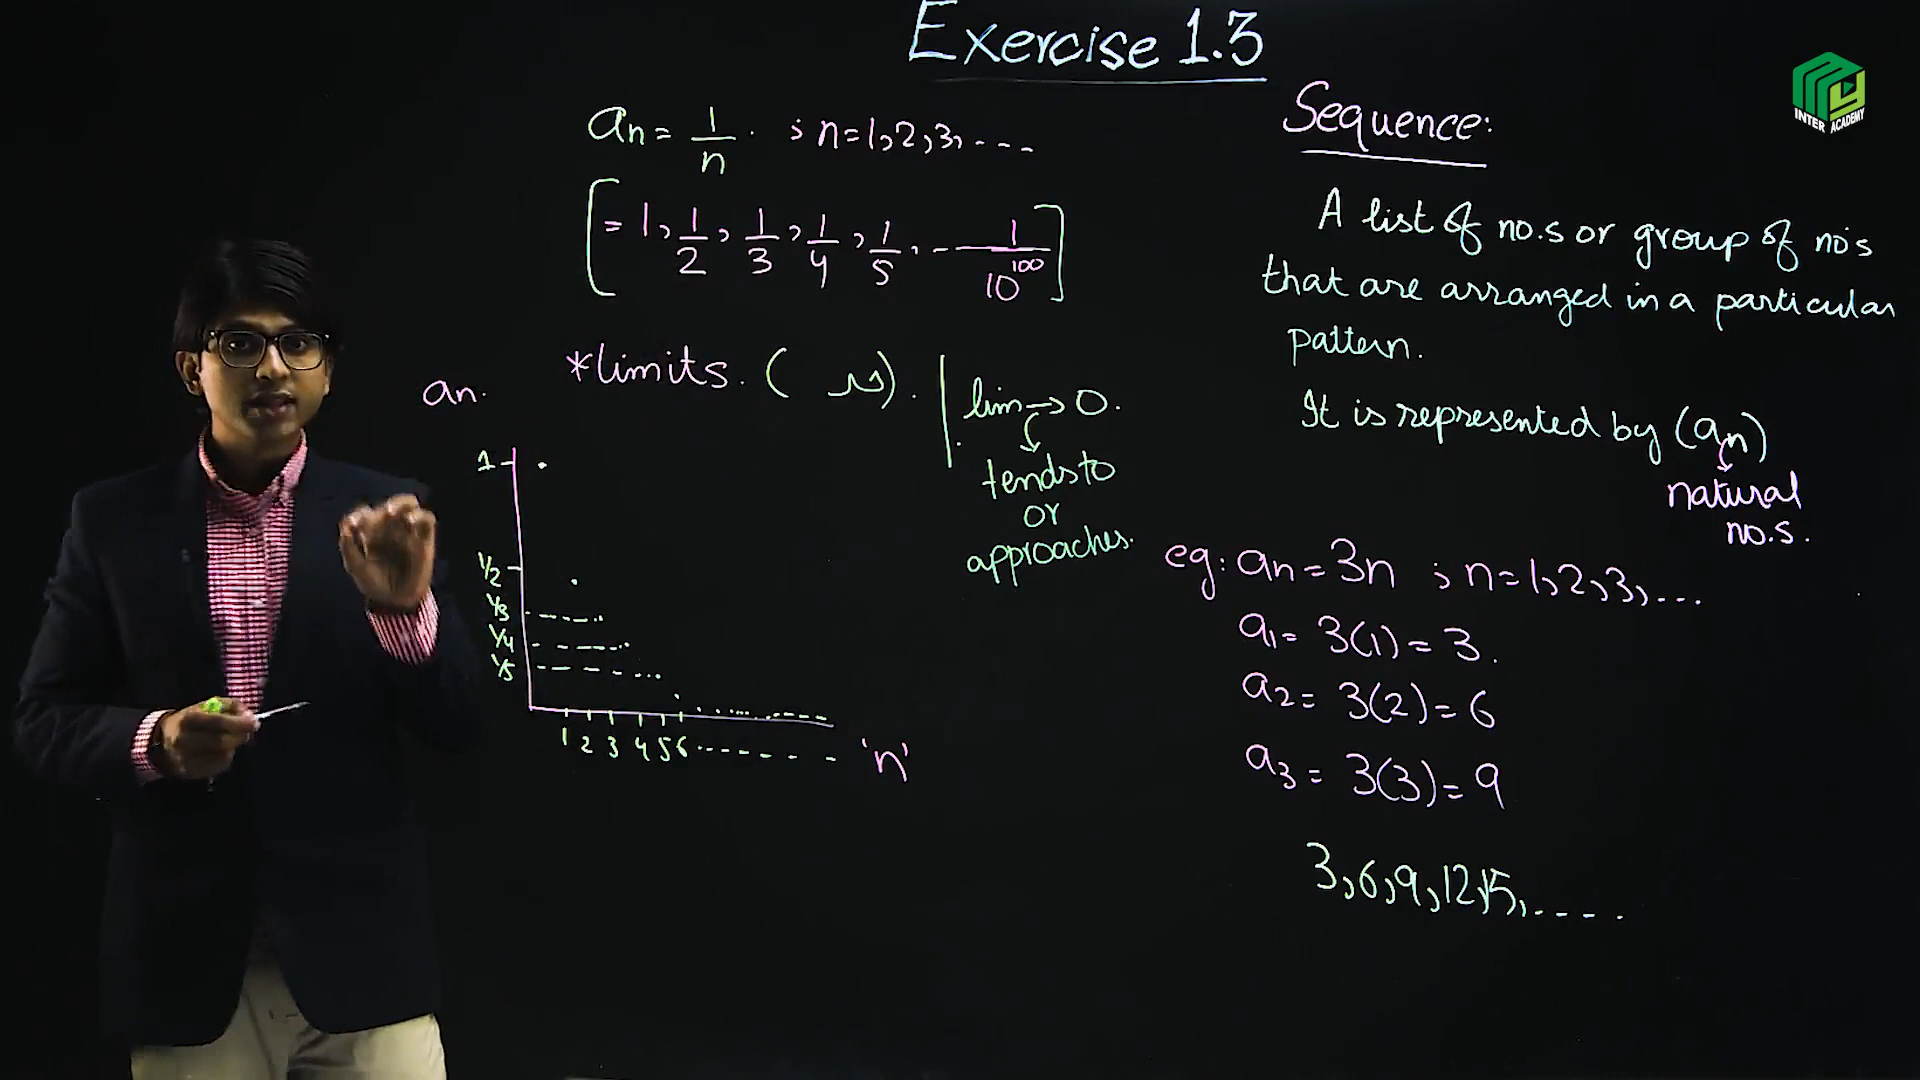 Exercise 1.3
an = 1/n ; n=1,2,3,---
[= 1, 1/2, 1/3, 1/4, 1/5, -- 1/10^100]
*limits. ( ).
lim → 0.
tends to
or
approaches.
an.
1
1/2
1/3
1/4
1/5
1 2 3 4 5 6 ------- 'n'
Sequence:
A list of no.s or group of no's
that are arranged in a particular
pattern.
It is represented by (an)
natural
no.s.
eg: an = 3n ; n=1,2,3,...
a1 = 3(1) = 3.
a2 = 3(2) = 6
a3 = 3(3) = 9
3,6,9,12,15,.----
MY
INTER ACADEMY